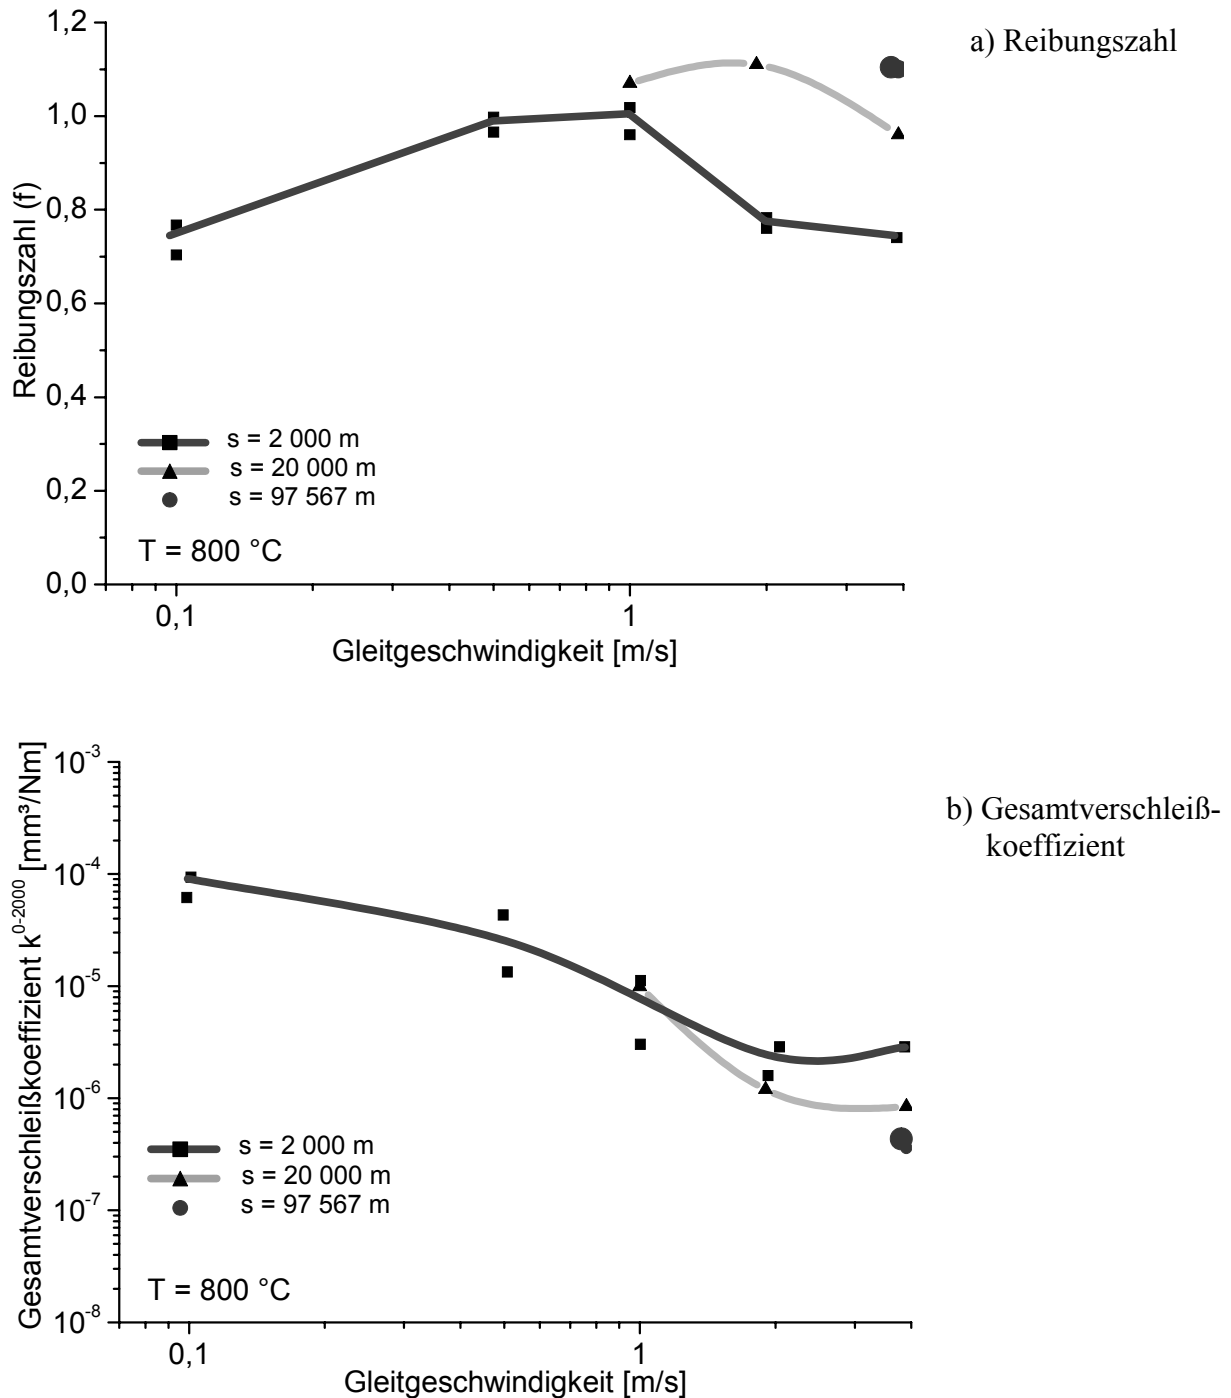 a) Reibungszahl
1,2
1,0
0,8
0,6
0,4
0,2
0,0
Reibungszahl (f)
s = 2 000 m
s = 20 000 m
s = 97 567 m
T = 800 °C
0,1
1
Gleitgeschwindigkeit [m/s]
b) Gesamtverschleiß-
koeffizient
10^-3
10^-4
10^-5
10^-6
10^-7
10^-8
Gesamtverschleißkoeffizient k^0-2000 [mm³/Nm]
s = 2 000 m
s = 20 000 m
s = 97 567 m
T = 800 °C
0,1
1
Gleitgeschwindigkeit [m/s]